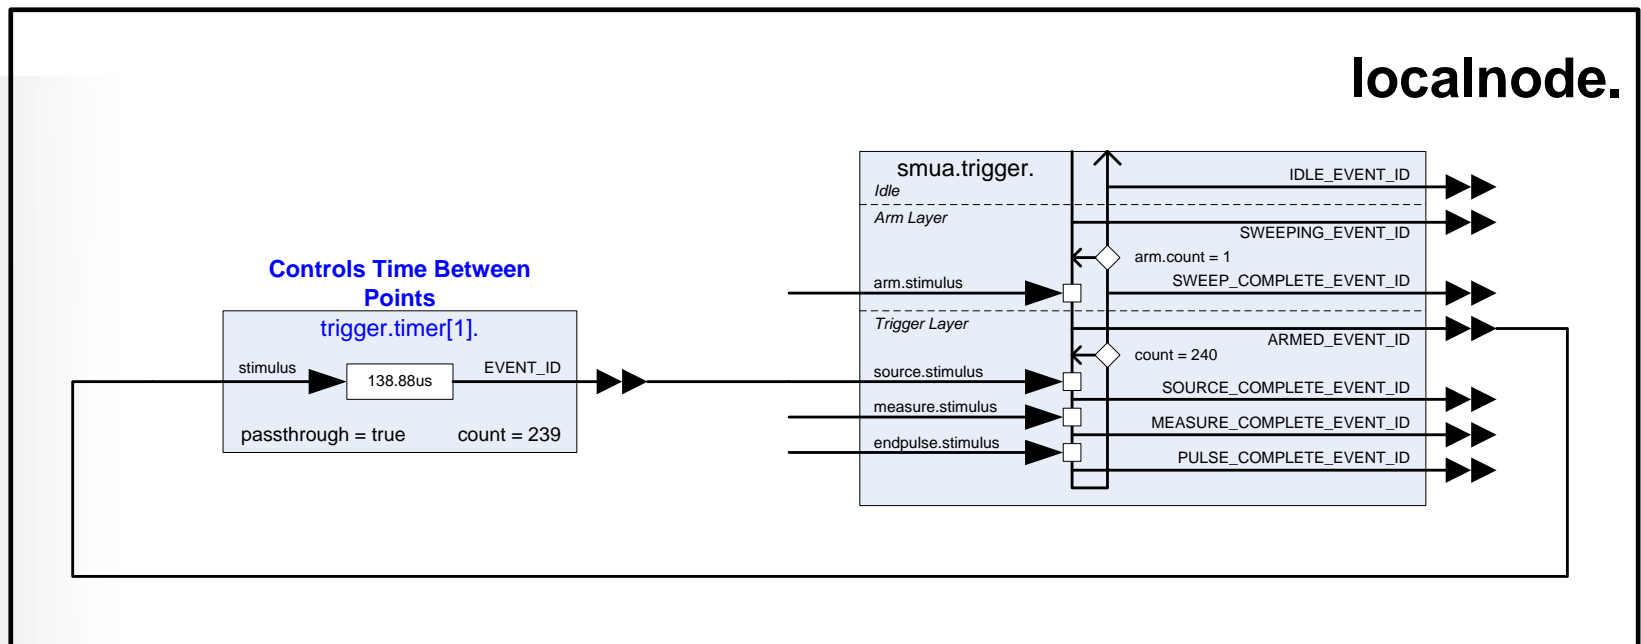 localnode.
smua.trigger.
Idle
IDLE_EVENT_ID
Arm Layer
SWEEPING_EVENT_ID
arm.count = 1
arm.stimulus
SWEEP_COMPLETE_EVENT_ID
Trigger Layer
ARMED_EVENT_ID
count = 240
source.stimulus
SOURCE_COMPLETE_EVENT_ID
measure.stimulus
MEASURE_COMPLETE_EVENT_ID
endpulse.stimulus
PULSE_COMPLETE_EVENT_ID
Controls Time Between
Points
trigger.timer[1].
stimulus
138.88us
EVENT_ID
passthrough = true
count = 239